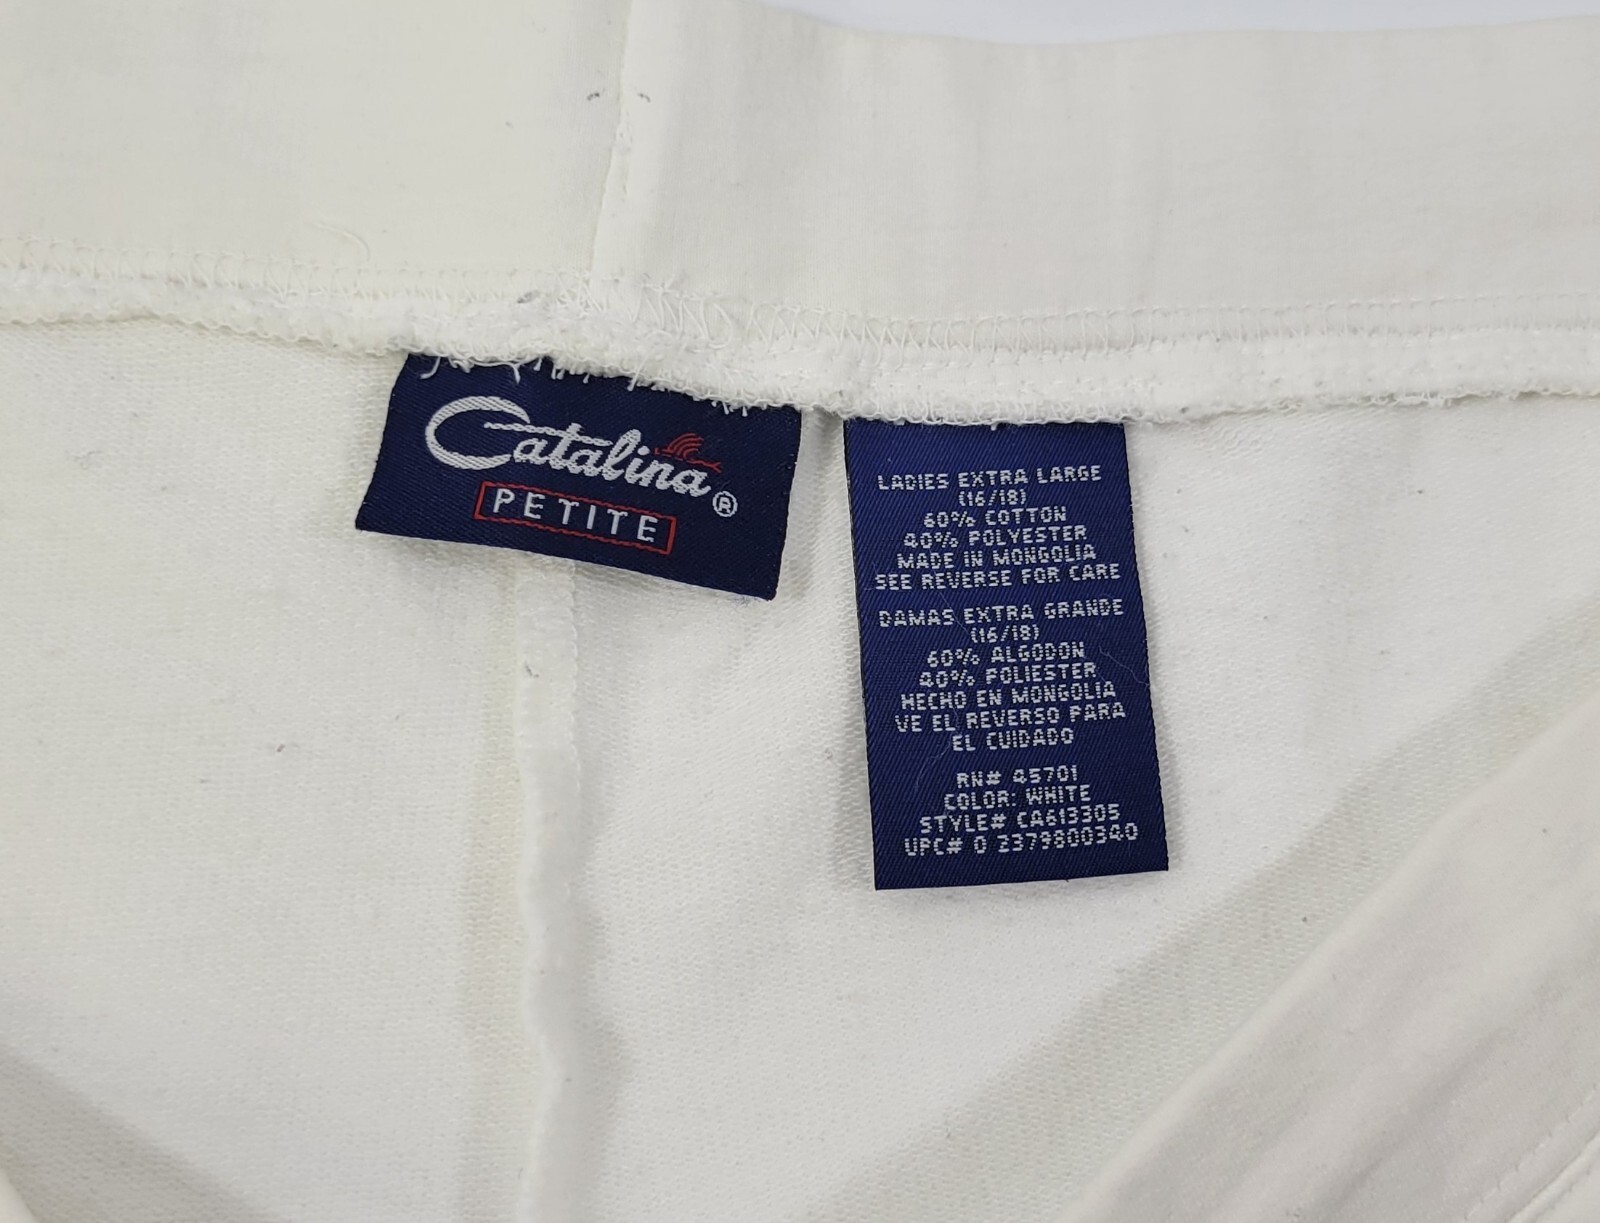 Catalina®
PETITE
LADIES EXTRA LARGE
(16/18)
60% COTTON
40% POLYESTER
MADE IN MONGOLIA
SEE REVERSE FOR CARE
DAMAS EXTRA GRANDE
(16/18)
60% ALGODON
40% POLIESTER
HECHO EN MONGOLIA
VE EL REVERSO PARA
EL CUIDADO
RN# 45701
COLOR: WHITE
STYLE# CA613305
UPC# 0 2379800340